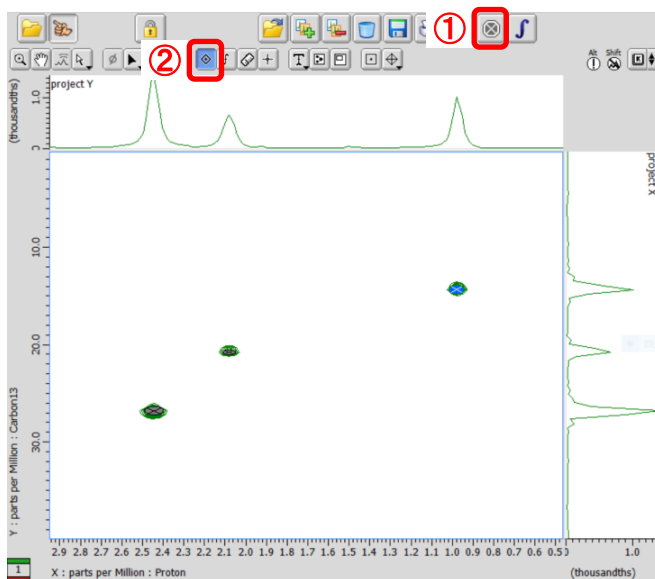 ①
②
Alt
Shift
project Y
(thousandths)
1.0
0
project X
10.0
20.0
30.0
Y : parts per Million : Carbon13
2.9 2.8 2.7 2.6 2.5 2.4 2.3 2.2 2.1 2.0 1.9 1.8 1.7 1.6 1.5 1.4 1.3 1.2 1.1 1.0 0.9 0.8 0.7 0.6 0.5
1.0
1
X : parts per Million : Proton
(thousandths)